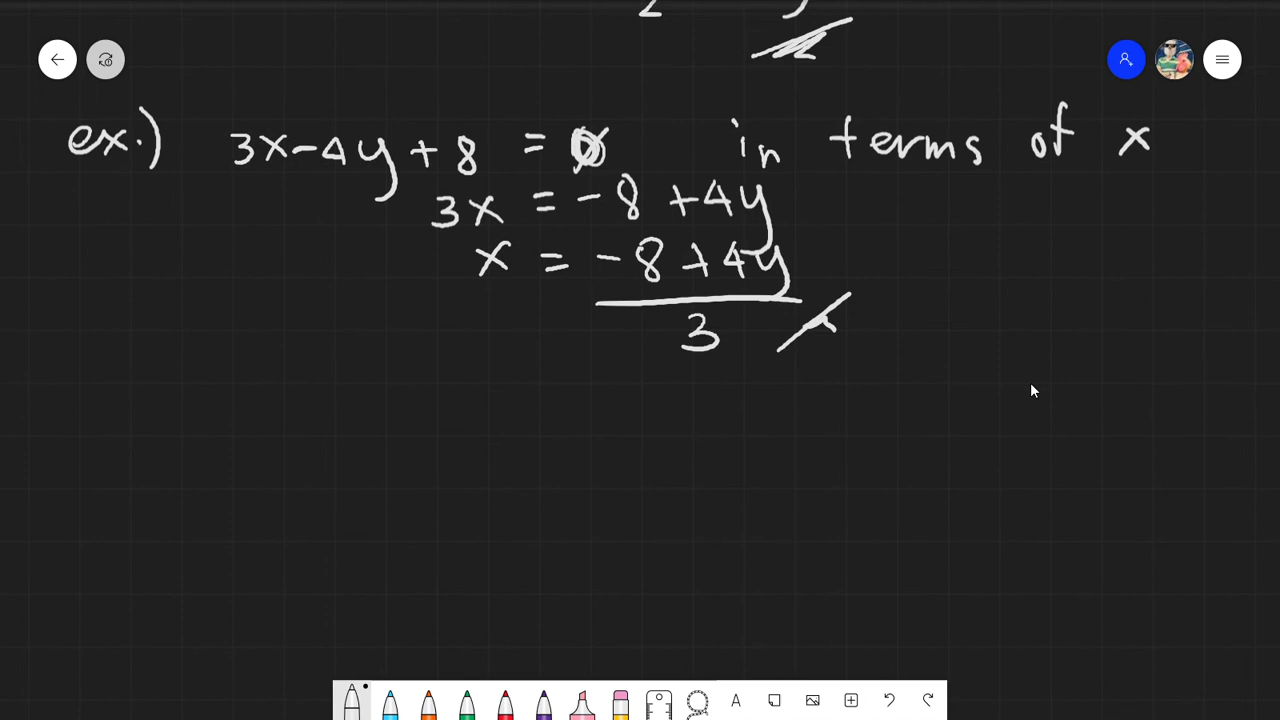 ex.) 3x-4y+8 = 0 in terms of x
3x = -8 +4y
x = -8 +4y
3
A